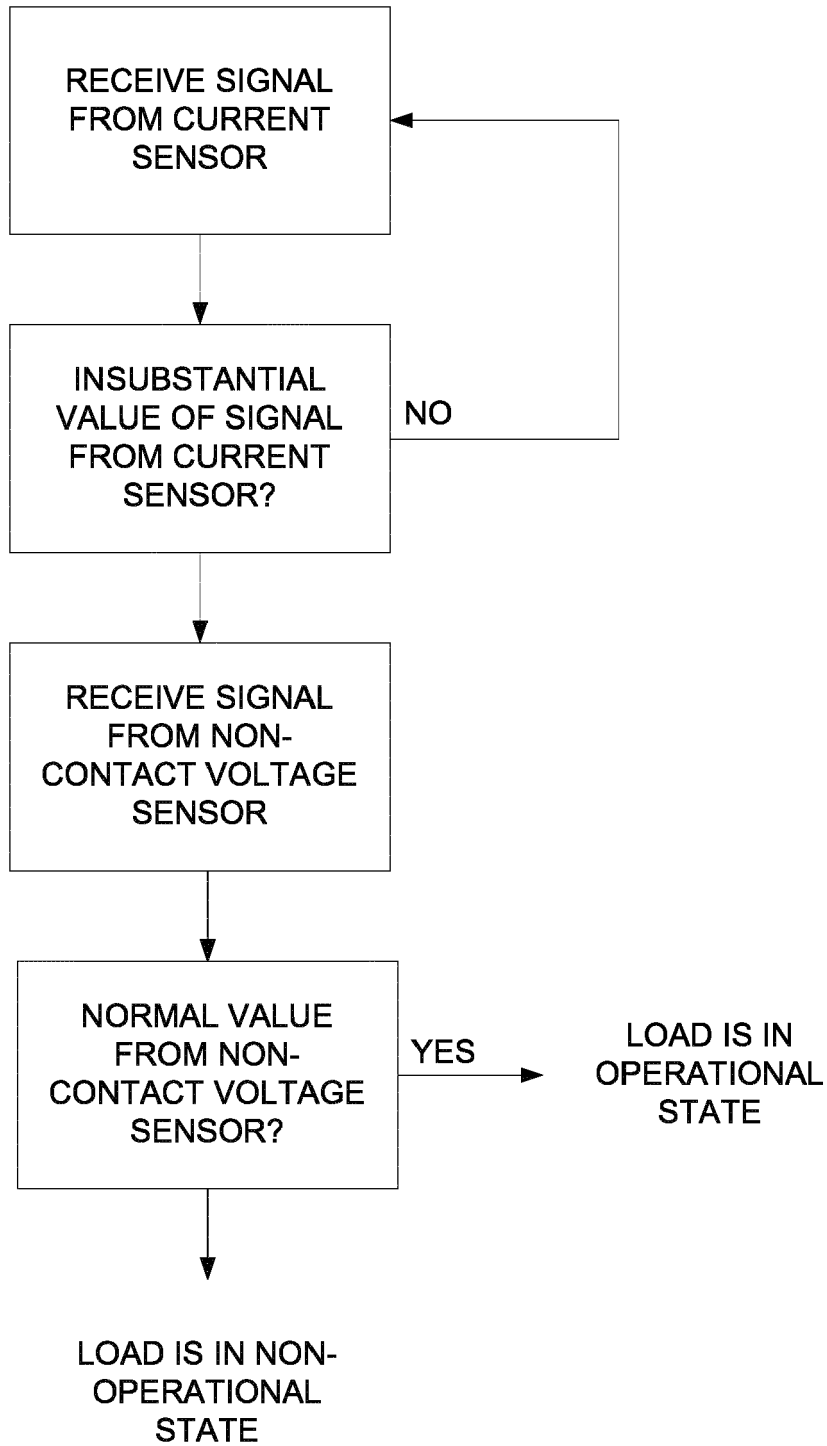 RECEIVE SIGNAL
FROM CURRENT
SENSOR
INSUBSTANTIAL
VALUE OF SIGNAL
FROM CURRENT
SENSOR?
NO
RECEIVE SIGNAL
FROM NON-
CONTACT VOLTAGE
SENSOR
NORMAL VALUE
FROM NON-
CONTACT VOLTAGE
SENSOR?
YES
LOAD IS IN
OPERATIONAL
STATE
LOAD IS IN NON-
OPERATIONAL
STATE